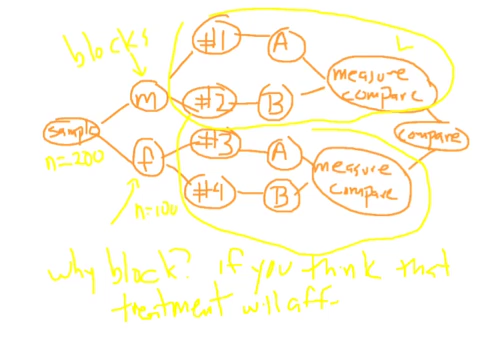 blocks
#1 A
m #2 B measure compare
sample compare
n=200 f #3 A measure compare
n=100 #4 B
why block? if you think that
treatment will aff-